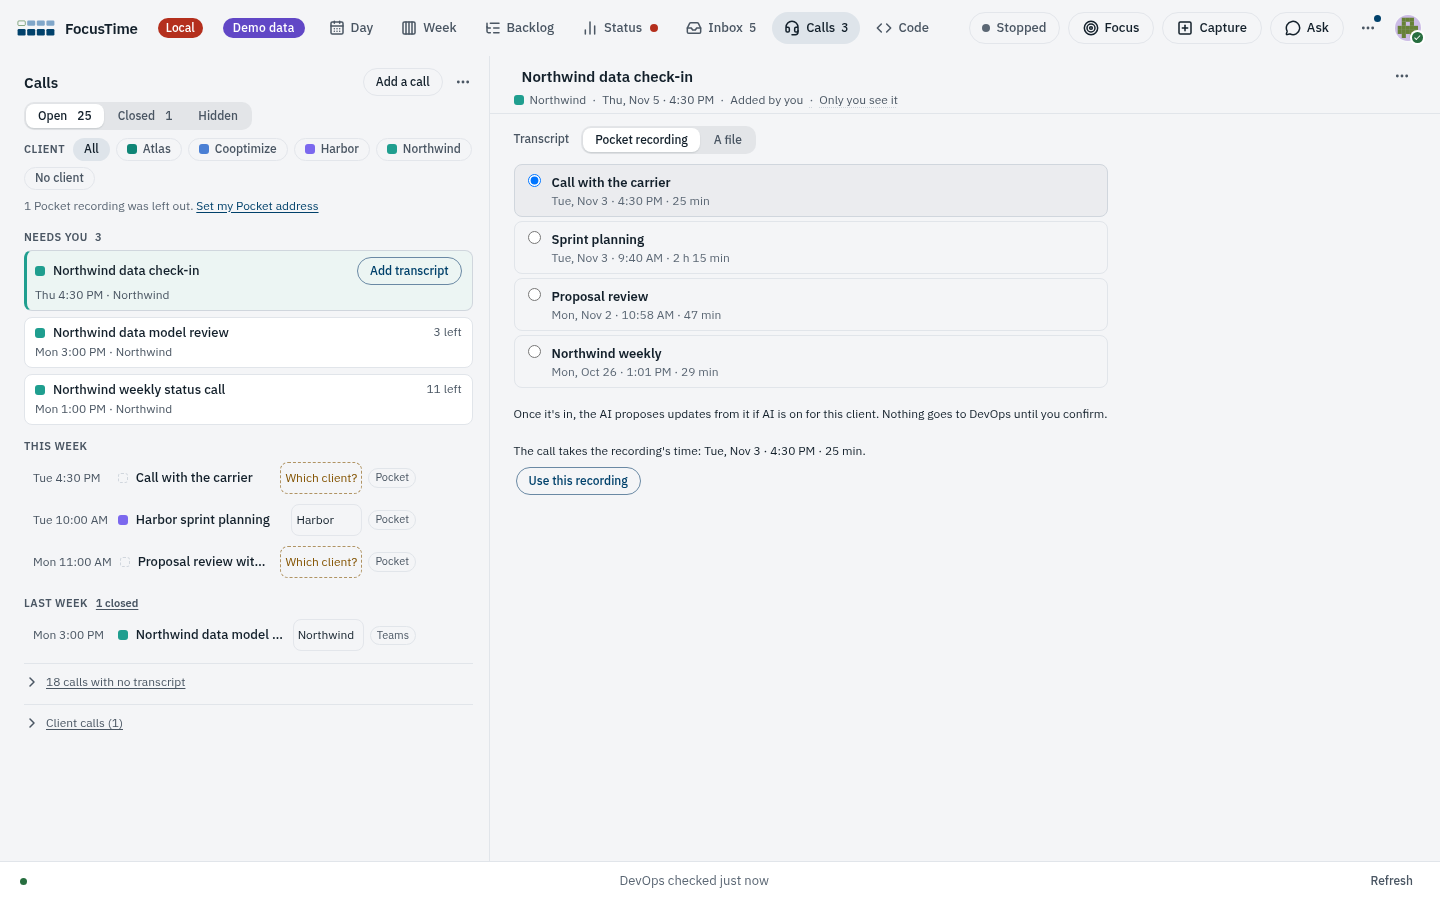 FocusTime Local Demo data Day Week Backlog Status Inbox 5 Calls 3 Code Stopped Focus Capture Ask
Calls Add a call
Open 25 Closed 1 Hidden
CLIENT All Atlas Cooptimize Harbor Northwind
No client
1 Pocket recording was left out. Set my Pocket address
NEEDS YOU 3
Northwind data check-in Add transcript
Thu 4:30 PM · Northwind
Northwind data model review 3 left
Mon 3:00 PM · Northwind
Northwind weekly status call 11 left
Mon 1:00 PM · Northwind
THIS WEEK
Tue 4:30 PM Call with the carrier Which client? Pocket
Tue 10:00 AM Harbor sprint planning Harbor Pocket
Mon 11:00 AM Proposal review wit... Which client? Pocket
LAST WEEK 1 closed
Mon 3:00 PM Northwind data model ... Northwind Teams
18 calls with no transcript
Client calls (1)
Northwind data check-in
Northwind · Thu, Nov 5 · 4:30 PM · Added by you · Only you see it
Transcript Pocket recording A file
Call with the carrier
Tue, Nov 3 · 4:30 PM · 25 min
Sprint planning
Tue, Nov 3 · 9:40 AM · 2 h 15 min
Proposal review
Mon, Nov 2 · 10:58 AM · 47 min
Northwind weekly
Mon, Oct 26 · 1:01 PM · 29 min
Once it's in, the AI proposes updates from it if AI is on for this client. Nothing goes to DevOps until you confirm.
The call takes the recording's time: Tue, Nov 3 · 4:30 PM · 25 min.
Use this recording
DevOps checked just now Refresh